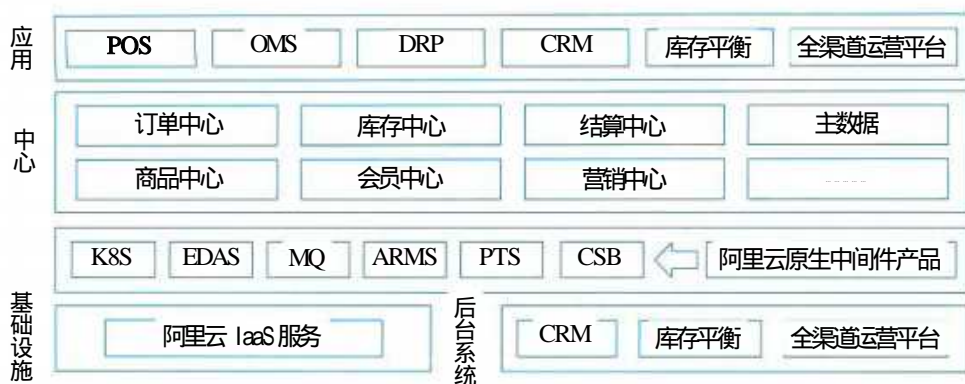 应用
POS OMS DRP CRM 库存平衡 全渠道运营平台
中心
订单中心 库存中心 结算中心 主数据
商品中心 会员中心 营销中心 -----
K8S EDAS MQ ARMS PTS CSB 阿里云原生中间件产品
基础设施
阿里云 IaaS 服务
后台系统
CRM 库存平衡 全渠道运营平台